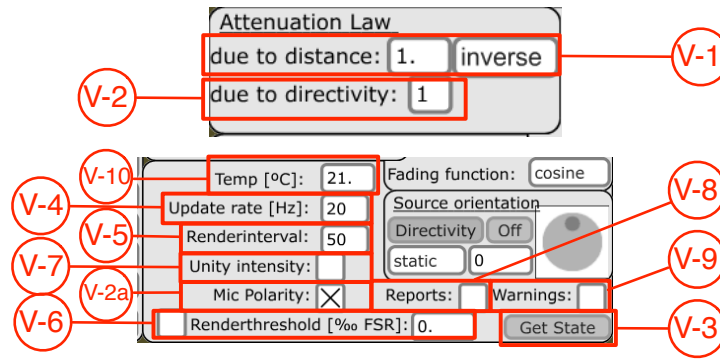 Attenuation Law
due to distance: 1. inverse V-1
V-2 due to directivity: 1
V-10 Temp [ºC]: 21. Fading function: cosine
V-8
V-4 Update rate [Hz]: 20 Source orientation
V-5 Renderinterval: 50 Directivity Off
V-7 Unity intensity: static 0 V-9
V-2a Mic Polarity: Reports: Warnings:
V-6 Renderthreshold [‰ FSR]: 0. Get State V-3